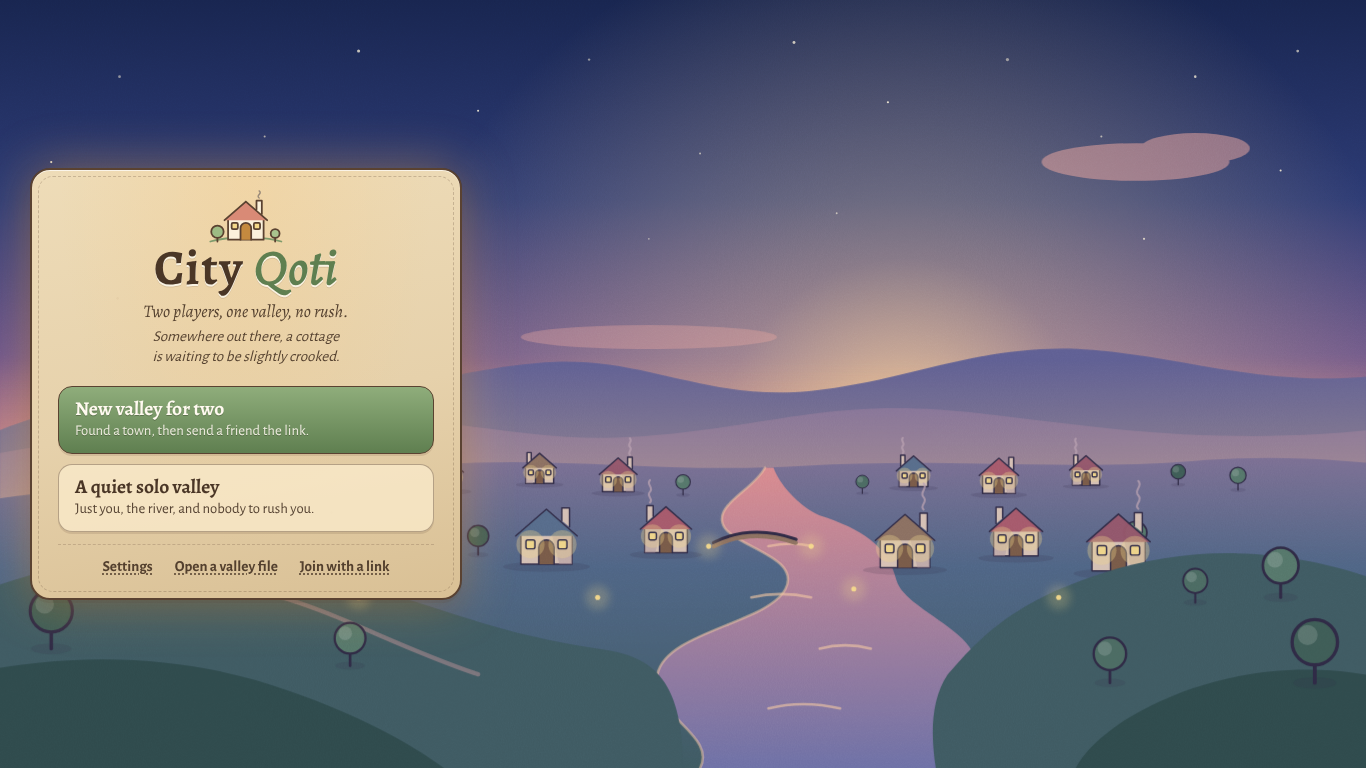 City Qoti
Two players, one valley, no rush.
Somewhere out there, a cottage
is waiting to be slightly crooked.
New valley for two
Found a town, then send a friend the link.
A quiet solo valley
Just you, the river, and nobody to rush you.
Settings Open a valley file Join with a link